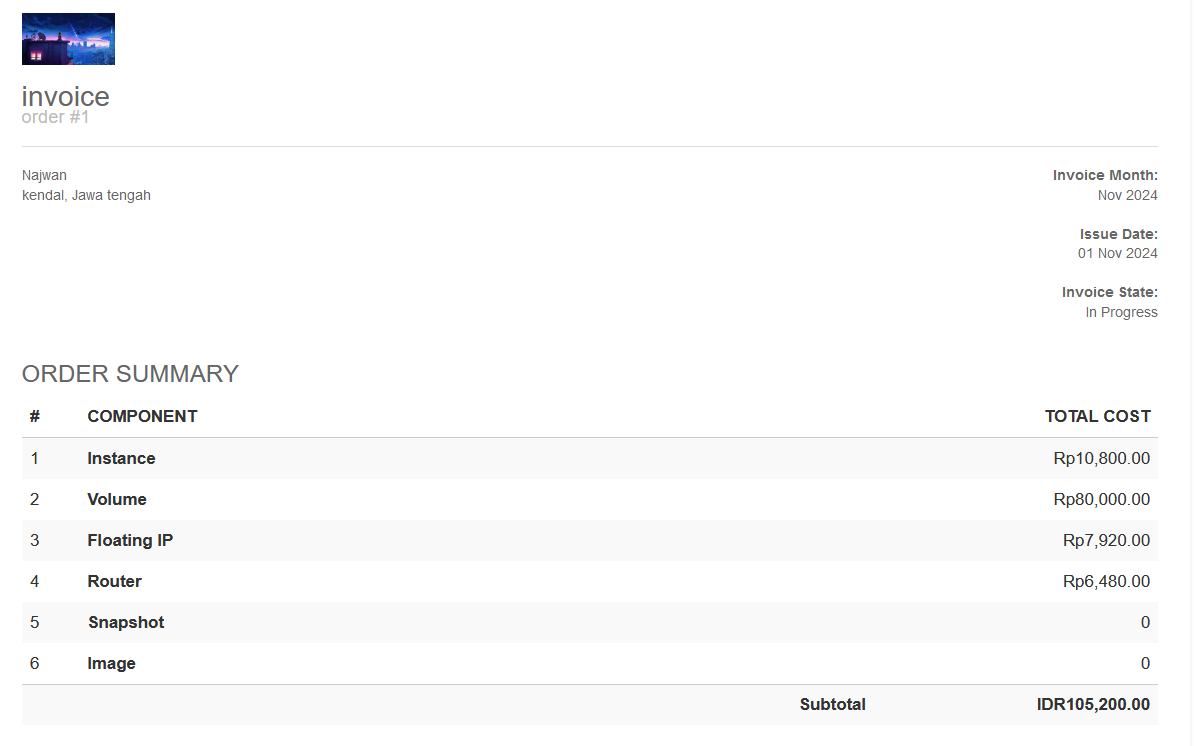 invoice
order #1
Najwan
kendal, Jawa tengah
Invoice Month:
Nov 2024
Issue Date:
01 Nov 2024
Invoice State:
In Progress
ORDER SUMMARY
# COMPONENT TOTAL COST
1 Instance Rp10,800.00
2 Volume Rp80,000.00
3 Floating IP Rp7,920.00
4 Router Rp6,480.00
5 Snapshot 0
6 Image 0
Subtotal IDR105,200.00